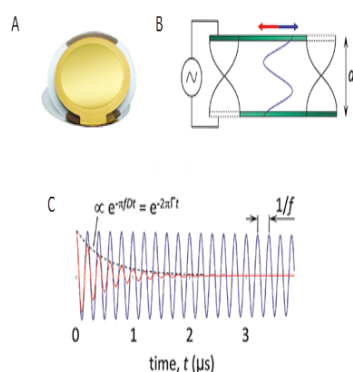 A
B
d
C
∝ e^-πfDt = e^-2πΓt
1/f
0 1 2 3
time, t (μs)